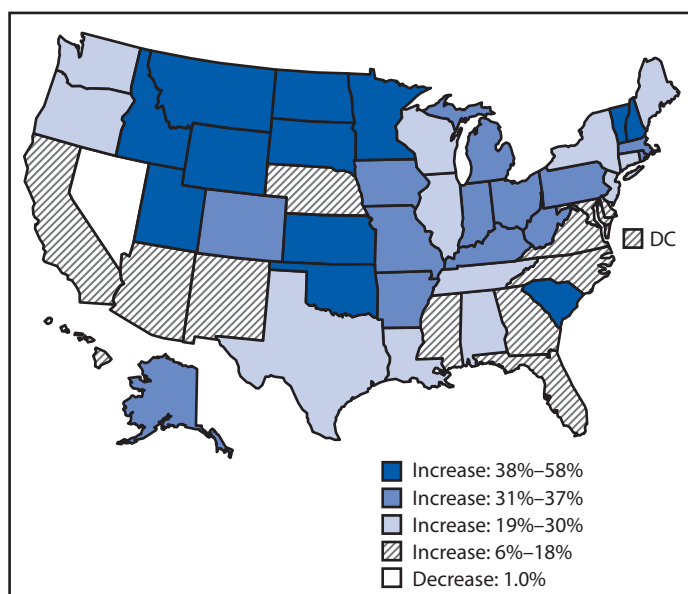 DC
Increase: 38%–58%
Increase: 31%–37%
Increase: 19%–30%
Increase: 6%–18%
Decrease: 1.0%